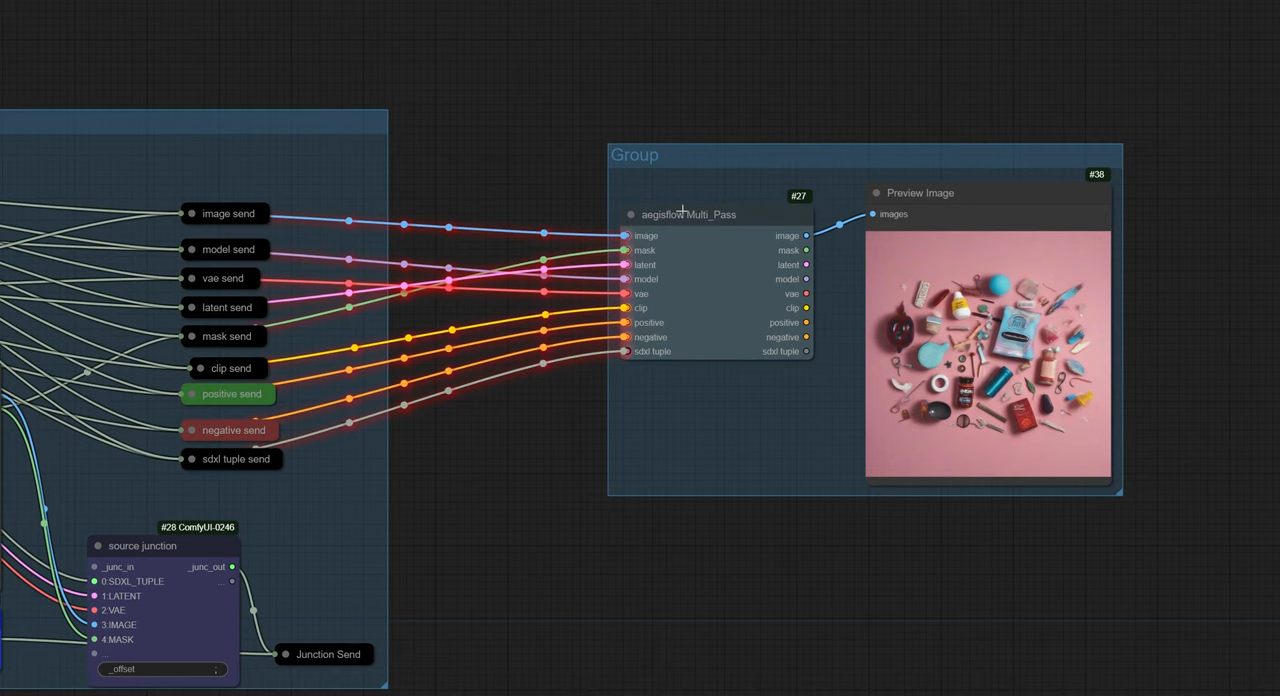 image send
model send
vae send
latent send
mask send
clip send
positive send
negative send
sdxl tuple send
#28 ComfyUI-0246
source junction
_junc_in
_junc_out
0:SDXL_TUPLE
...
1:LATENT
2:VAE
3:IMAGE
4:MASK
...
_offset
;
Junction Send
Group
#27
aegisflow Multi_Pass
image image
mask mask
latent latent
model model
vae vae
clip clip
positive positive
negative negative
sdxl tuple sdxl tuple
#38
Preview Image
images